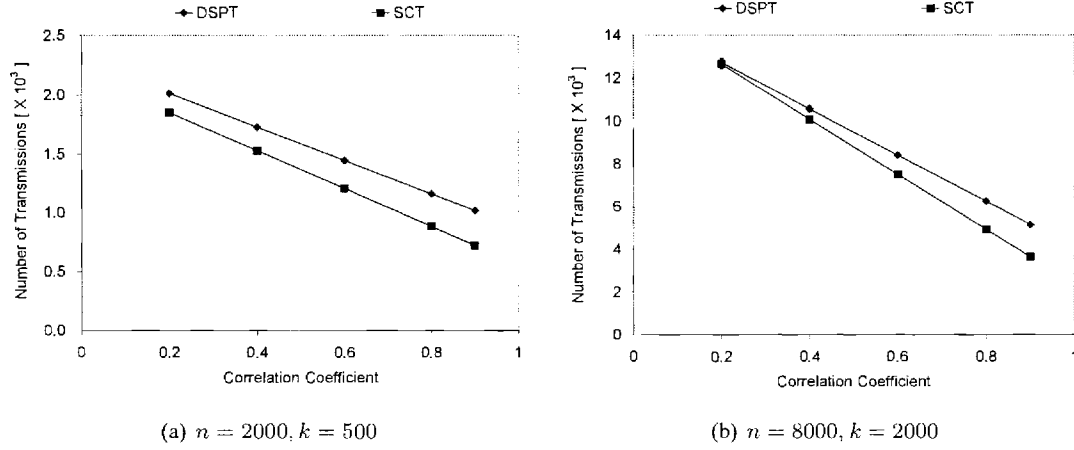 DSPT SCT
Number of Transmissions [ X 10³ ]
2.5
2.0
1.5
1.0
0.5
0.0
0 0.2 0.4 0.6 0.8 1
Correlation Coefficient
(a) n = 2000, k = 500
DSPT SCT
Number of Transmissions [ X 10³ ]
14
12
10
8
6
4
2
0
0 0.2 0.4 0.6 0.8 1
Correlation Coefficient
(b) n = 8000, k = 2000